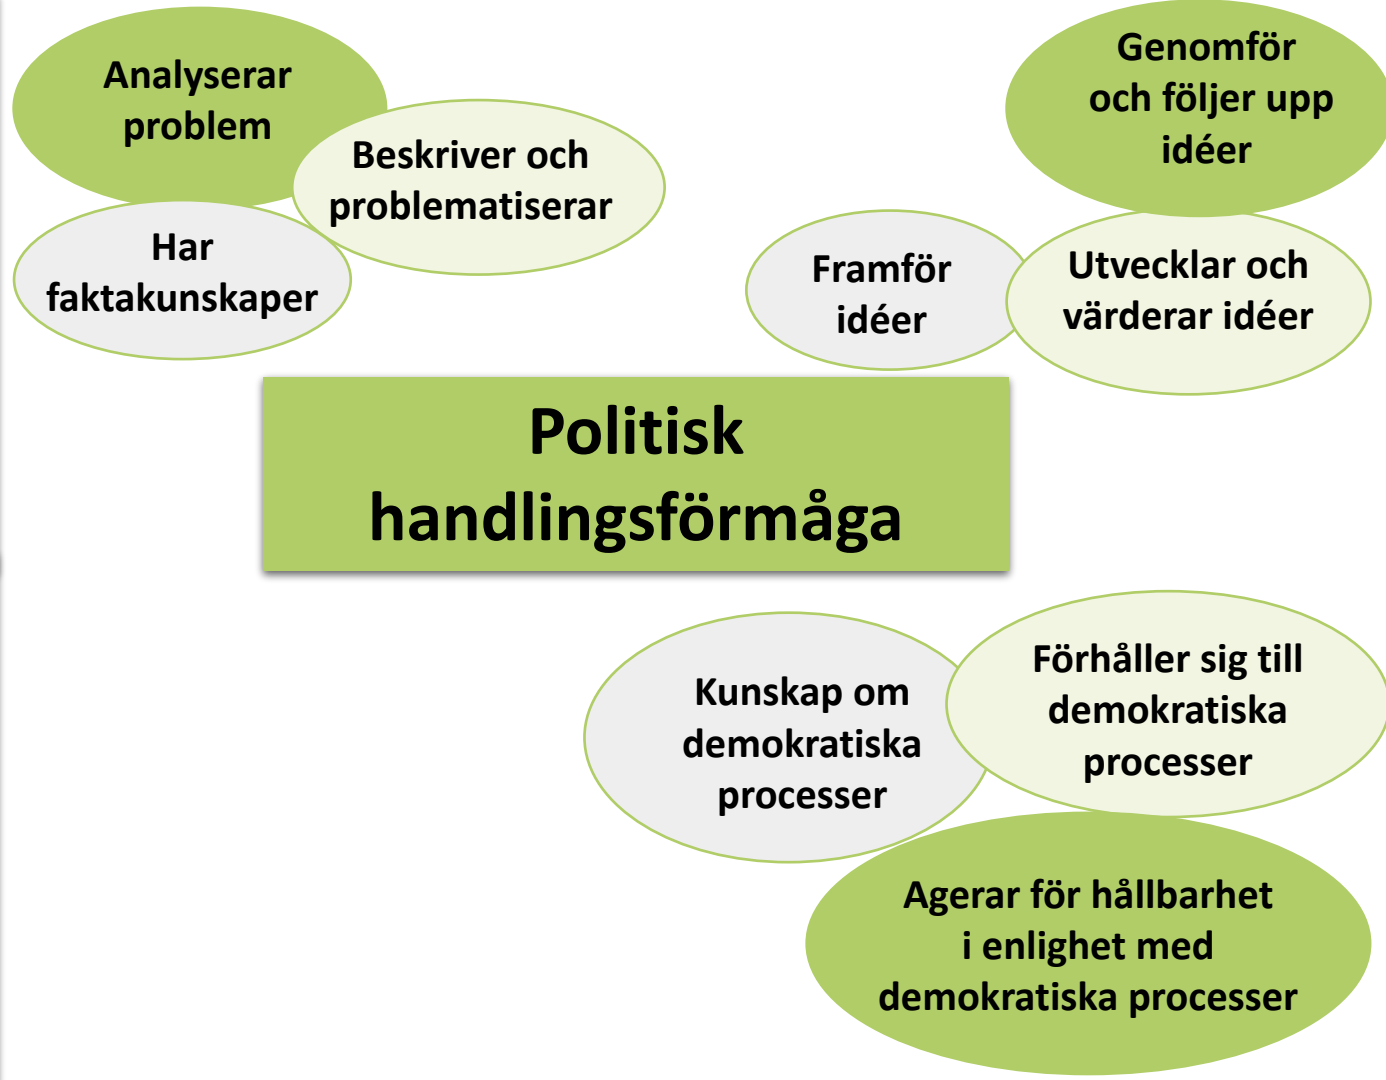 Analyserar
problem
Beskriver och
problematiserar
Har
faktakunskaper
Genomför
och följer upp
idéer
Framför
idéer
Utvecklar och
värderar idéer
Politisk
handlingsförmåga
Kunskap om
demokratiska
processer
Förhåller sig till
demokratiska
processer
Agerar för hållbarhet
i enlighet med
demokratiska processer